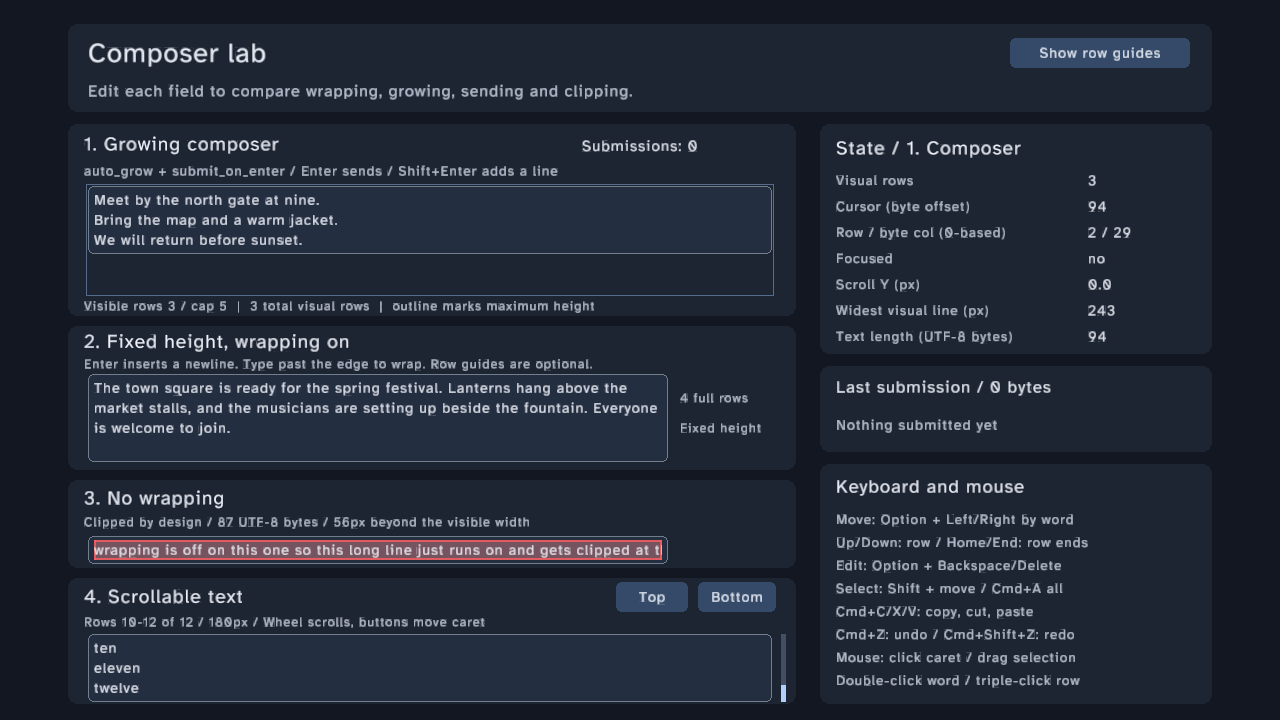 Composer lab
Show row guides
Edit each field to compare wrapping, growing, sending and clipping.
1. Growing composer
Submissions: 0
auto_grow + submit_on_enter / Enter sends / Shift+Enter adds a line
Meet by the north gate at nine.
Bring the map and a warm jacket.
We will return before sunset.
Visible rows 3 / cap 5 | 3 total visual rows | outline marks maximum height
2. Fixed height, wrapping on
Enter inserts a newline. Type past the edge to wrap. Row guides are optional.
The town square is ready for the spring festival. Lanterns hang above the
market stalls, and the musicians are setting up beside the fountain. Everyone
is welcome to join.
4 full rows
Fixed height
3. No wrapping
Clipped by design / 87 UTF-8 bytes / 56px beyond the visible width
wrapping is off on this one so this long line just runs on and gets clipped at t
4. Scrollable text
Top
Bottom
Rows 10-12 of 12 / 180px / Wheel scrolls, buttons move caret
ten
eleven
twelve
State / 1. Composer
Visual rows 3
Cursor (byte offset) 94
Row / byte col (0-based) 2 / 29
Focused no
Scroll Y (px) 0.0
Widest visual line (px) 243
Text length (UTF-8 bytes) 94
Last submission / 0 bytes
Nothing submitted yet
Keyboard and mouse
Move: Option + Left/Right by word
Up/Down: row / Home/End: row ends
Edit: Option + Backspace/Delete
Select: Shift + move / Cmd+A all
Cmd+C/X/V: copy, cut, paste
Cmd+Z: undo / Cmd+Shift+Z: redo
Mouse: click caret / drag selection
Double-click word / triple-click row